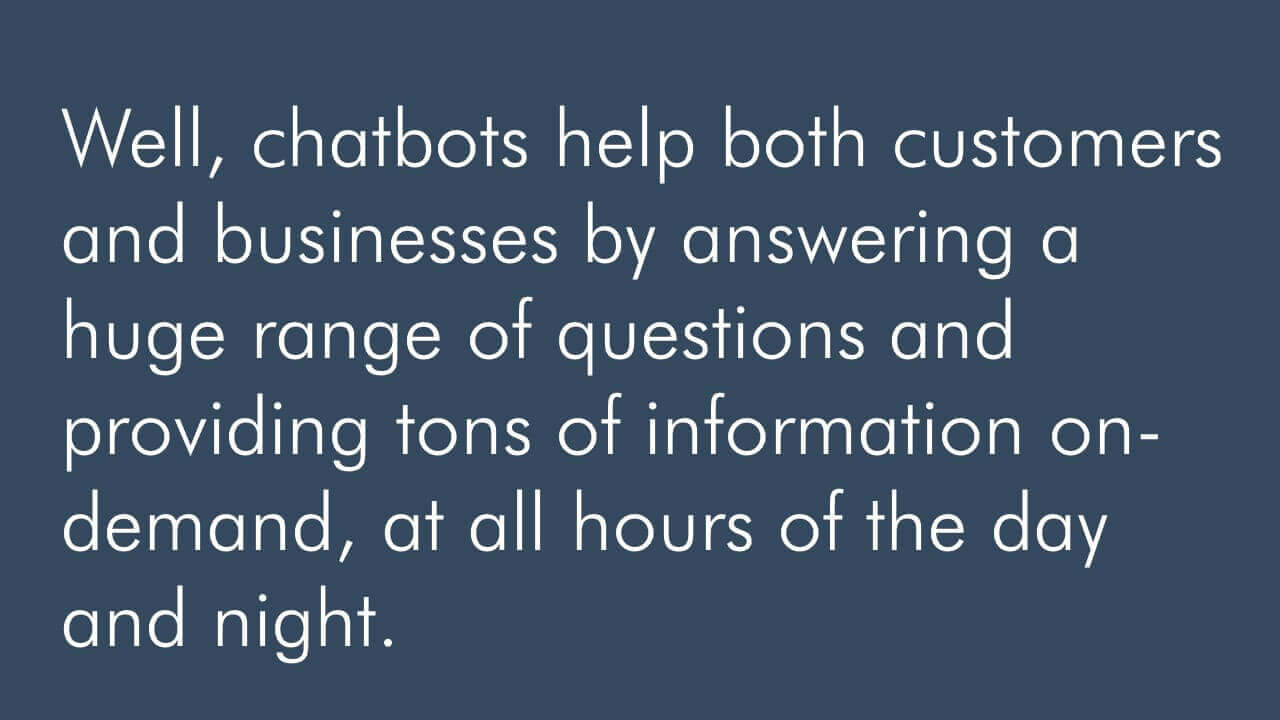 Well, chatbots help both customers
and businesses by answering a
huge range of questions and
providing tons of information on-
demand, at all hours of the day
and night.